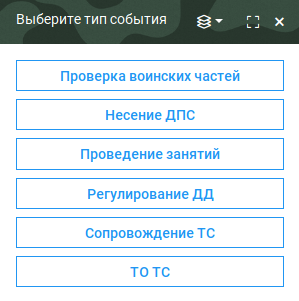 Выберите тип события
Проверка воинских частей
Несение ДПС
Проведение занятий
Регулирование ДД
Сопровождение ТС
ТО ТС